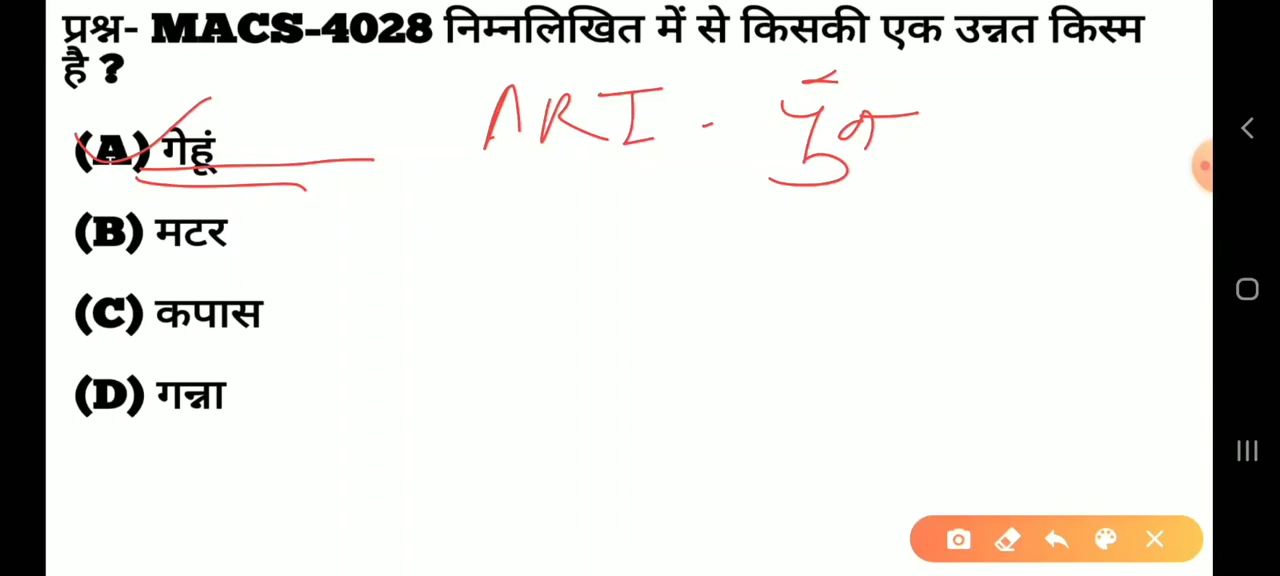 प्रश्न- MACS-4028 निम्नलिखित में से किसकी एक उन्नत किस्म
है ?
ARI -
(A) गेहूं
(B) मटर
(C) कपास
(D) गन्ना